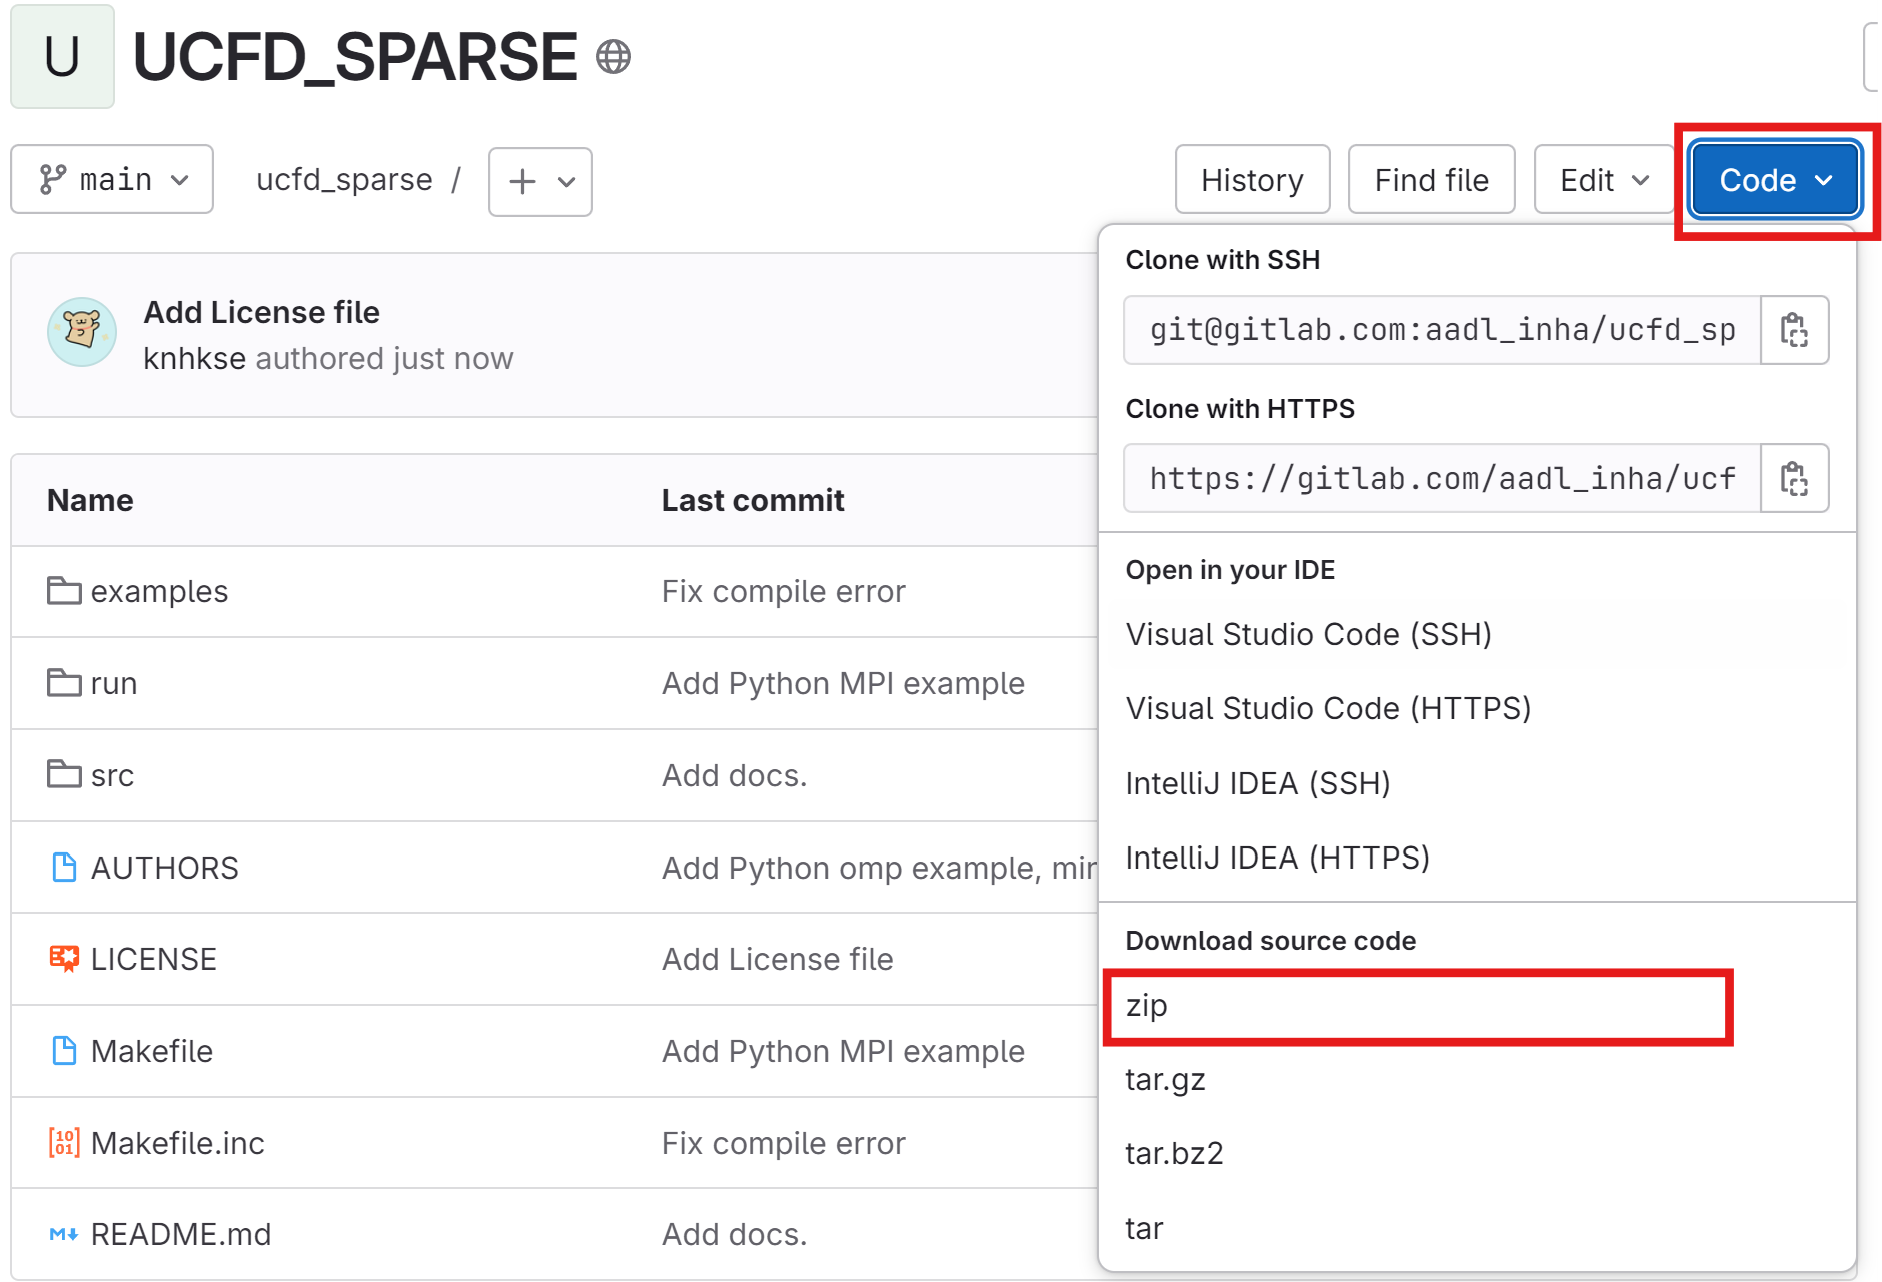 U
UCFD_SPARSE
main
ucfd_sparse /
History
Find file
Edit
Code
Add License file
knhkse authored just now
Clone with SSH
git@gitlab.com:aadl_inha/ucfd_sp
Clone with HTTPS
https://gitlab.com/aadl_inha/ucf
Open in your IDE
Visual Studio Code (SSH)
Visual Studio Code (HTTPS)
IntelliJ IDEA (SSH)
IntelliJ IDEA (HTTPS)
Download source code
zip
tar.gz
tar.bz2
tar
Name Last commit
examples Fix compile error
run Add Python MPI example
src Add docs.
AUTHORS Add Python omp example,
LICENSE Add License file
Makefile Add Python MPI example
Makefile.inc Fix compile error
README.md Add docs.